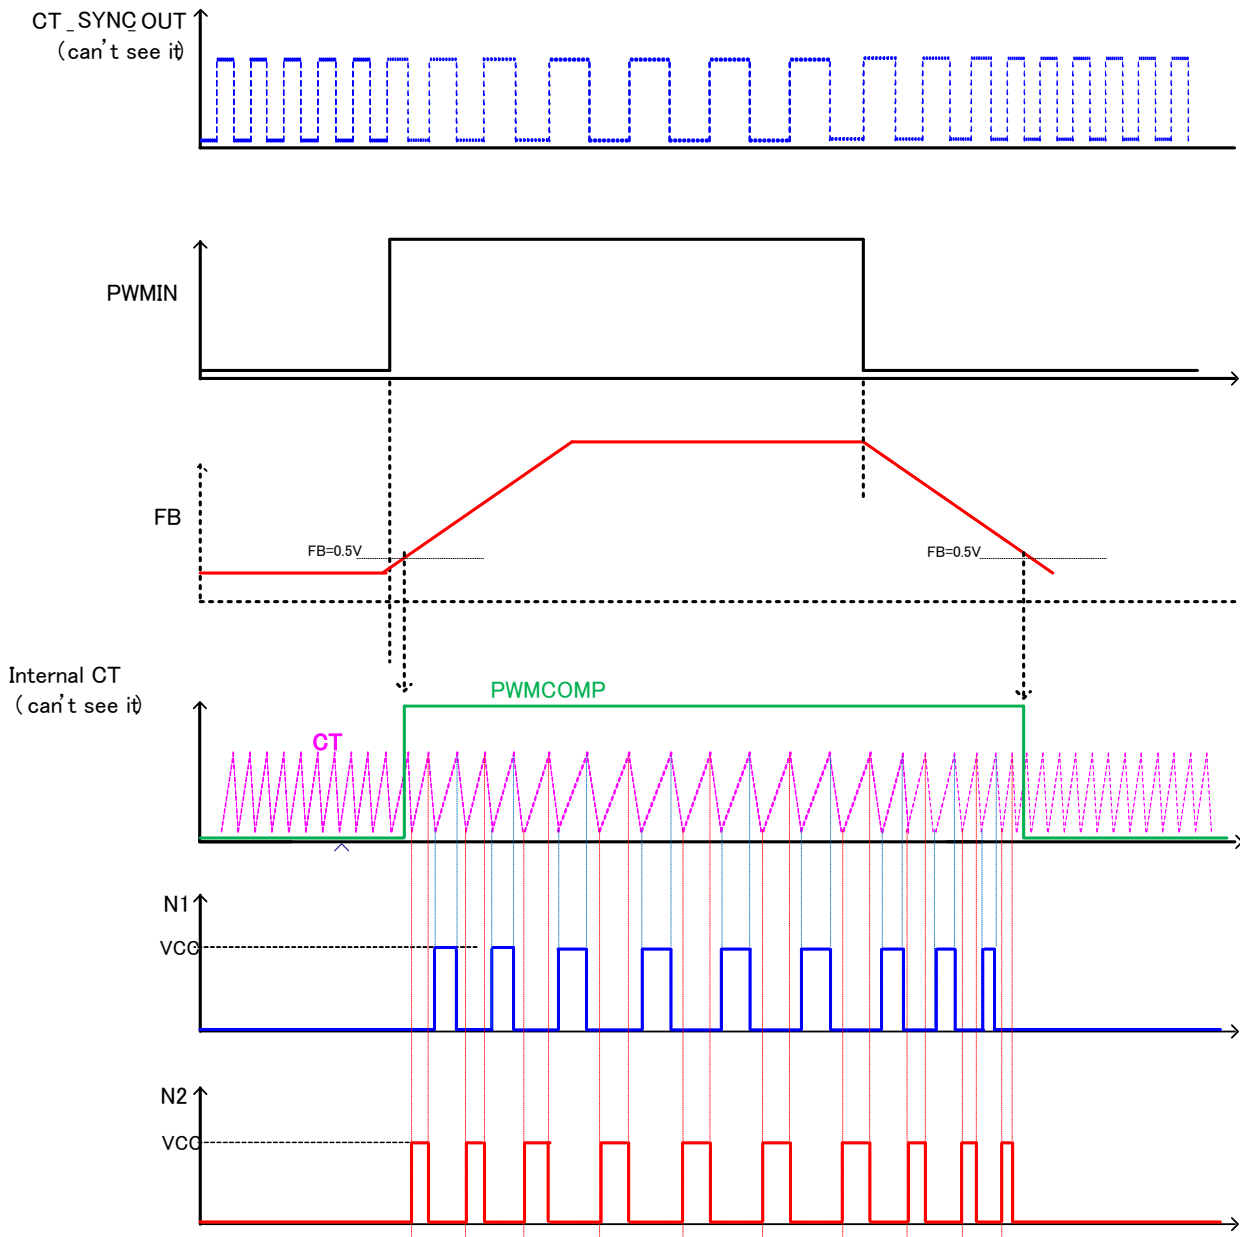 CT_SYNC OUT
(can't see it)
PWMIN
FB
FB=0.5V
FB=0.5V
Internal CT
(can't see it)
PWMCOMP
CT
N1
VCC
N2
VCC